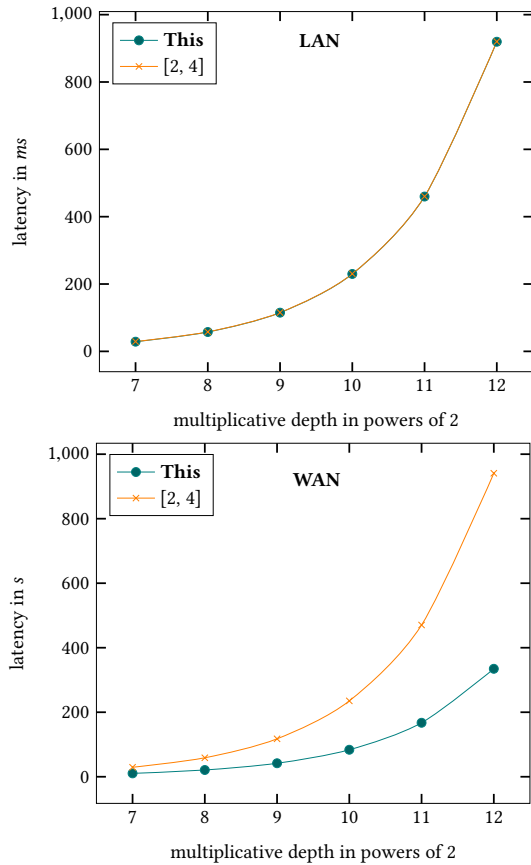 1,000
800
600
400
200
0
latency in ms
LAN
This
[2, 4]
7 8 9 10 11 12
multiplicative depth in powers of 2
1,000
800
600
400
200
0
latency in s
WAN
This
[2, 4]
7 8 9 10 11 12
multiplicative depth in powers of 2